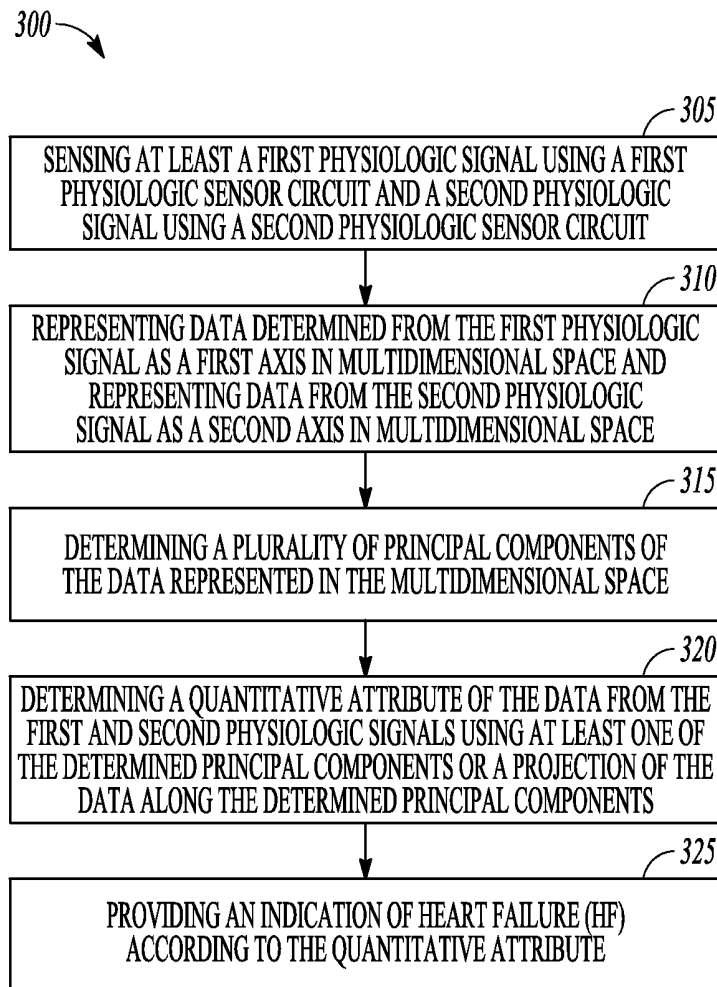 300
305
SENSING AT LEAST A FIRST PHYSIOLOGIC SIGNAL USING A FIRST
PHYSIOLOGIC SENSOR CIRCUIT AND A SECOND PHYSIOLOGIC
SIGNAL USING A SECOND PHYSIOLOGIC SENSOR CIRCUIT
310
REPRESENTING DATA DETERMINED FROM THE FIRST PHYSIOLOGIC
SIGNAL AS A FIRST AXIS IN MULTIDIMENSIONAL SPACE AND
REPRESENTING DATA FROM THE SECOND PHYSIOLOGIC
SIGNAL AS A SECOND AXIS IN MULTIDIMENSIONAL SPACE
315
DETERMINING A PLURALITY OF PRINCIPAL COMPONENTS OF
THE DATA REPRESENTED IN THE MULTIDIMENSIONAL SPACE
320
DETERMINING A QUANTITATIVE ATTRIBUTE OF THE DATA FROM THE
FIRST AND SECOND PHYSIOLOGIC SIGNALS USING AT LEAST ONE OF
THE DETERMINED PRINCIPAL COMPONENTS OR A PROJECTION OF THE
DATA ALONG THE DETERMINED PRINCIPAL COMPONENTS
325
PROVIDING AN INDICATION OF HEART FAILURE (HF)
ACCORDING TO THE QUANTITATIVE ATTRIBUTE